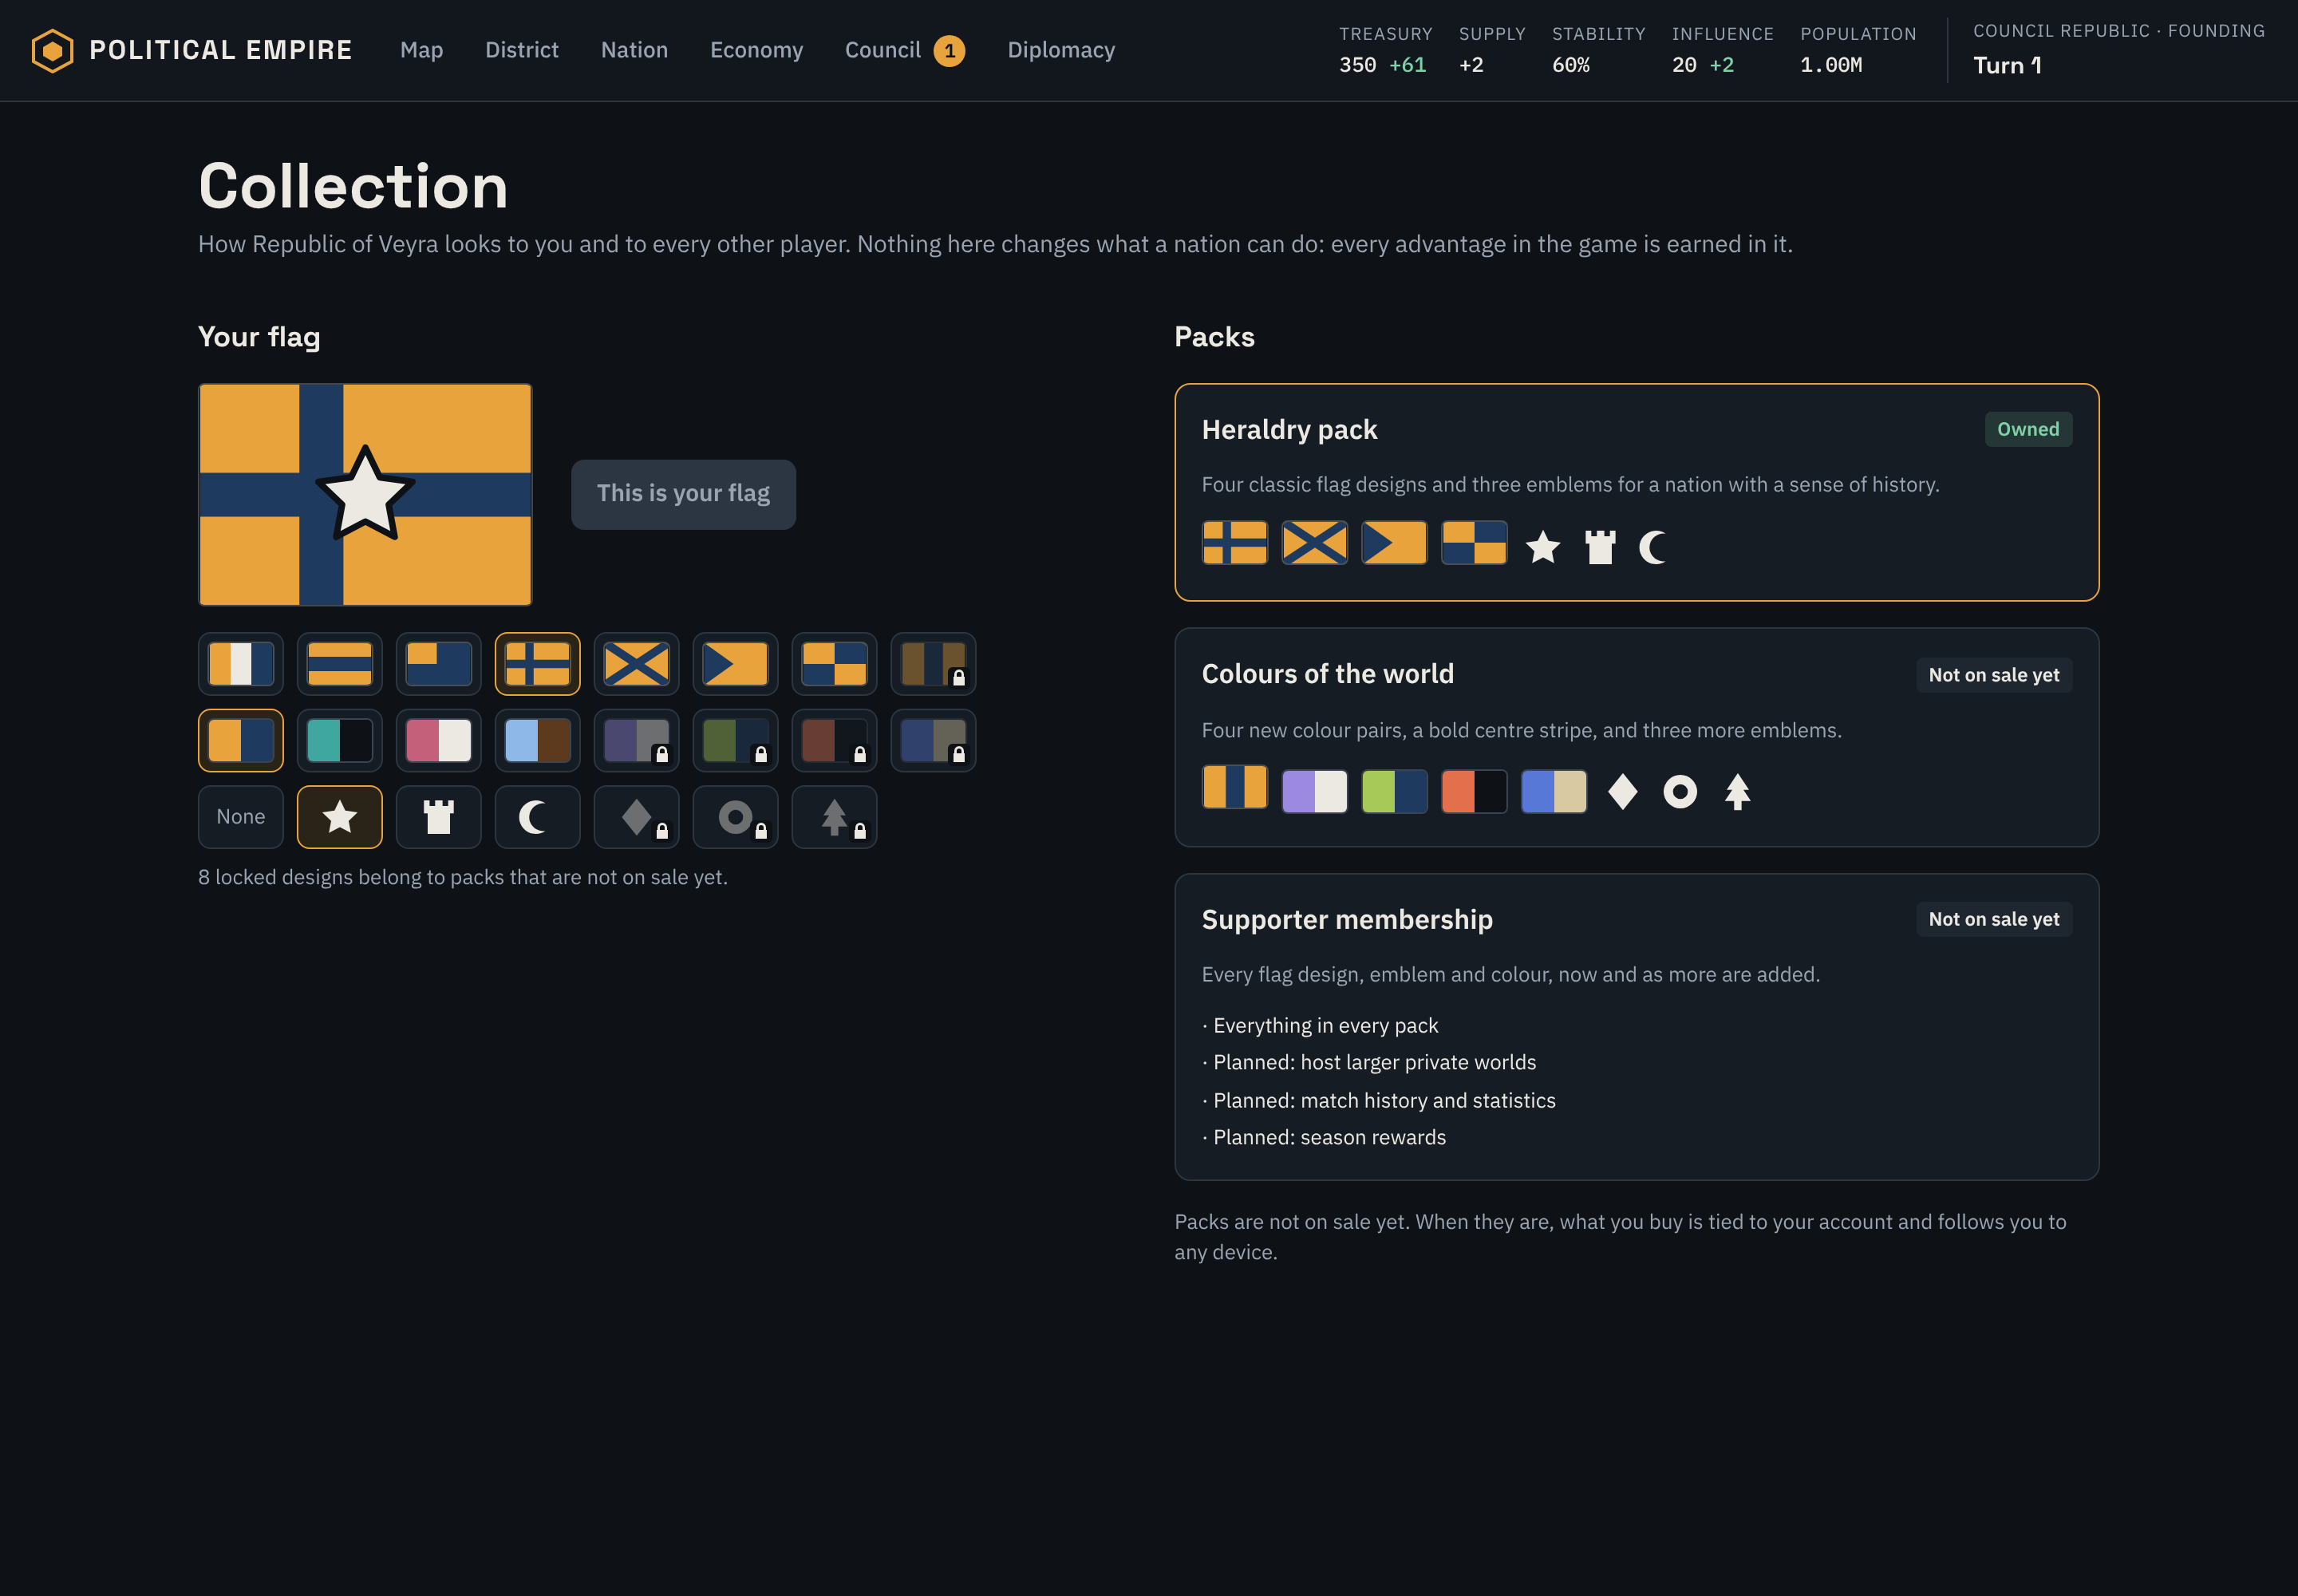 POLITICAL EMPIRE
Map
District
Nation
Economy
Council 1
Diplomacy
TREASURY
350 +61
SUPPLY
+2
STABILITY
60%
INFLUENCE
20 +2
POPULATION
1.00M
COUNCIL REPUBLIC · FOUNDING
Turn 1
Collection
How Republic of Veyra looks to you and to every other player. Nothing here changes what a nation can do: every advantage in the game is earned in it.
Your flag
This is your flag
None
8 locked designs belong to packs that are not on sale yet.
Packs
Heraldry pack
Owned
Four classic flag designs and three emblems for a nation with a sense of history.
Colours of the world
Not on sale yet
Four new colour pairs, a bold centre stripe, and three more emblems.
Supporter membership
Not on sale yet
Every flag design, emblem and colour, now and as more are added.
· Everything in every pack
· Planned: host larger private worlds
· Planned: match history and statistics
· Planned: season rewards
Packs are not on sale yet. When they are, what you buy is tied to your account and follows you to
any device.